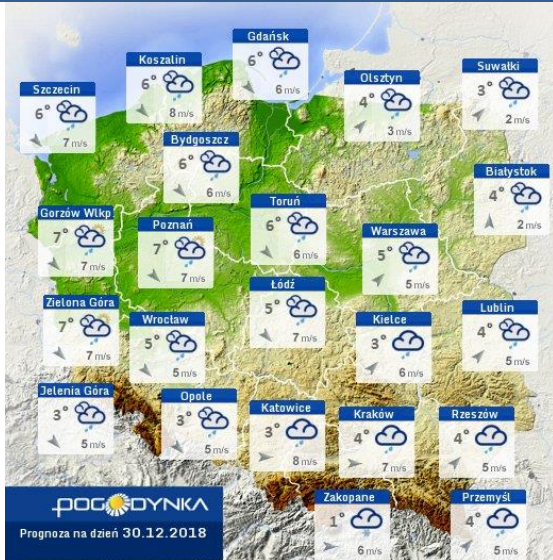 Gdańsk
6°
6 m/s
Koszalin
6°
8 m/s
Szczecin
6°
7 m/s
Olsztyn
4°
3 m/s
Suwałki
3°
2 m/s
Bydgoszcz
6°
6 m/s
Białystok
4°
2 m/s
Gorzów Wlkp
7°
7 m/s
Poznań
7°
7 m/s
Toruń
6°
6 m/s
Warszawa
5°
5 m/s
Zielona Góra
7°
7 m/s
Wrocław
5°
5 m/s
Łódź
5°
7 m/s
Kielce
3°
6 m/s
Lublin
4°
5 m/s
Jelenia Góra
3°
5 m/s
Opole
3°
5 m/s
Katowice
3°
8 m/s
Kraków
4°
7 m/s
Rzeszów
4°
5 m/s
Zakopane
1°
6 m/s
Przemyśl
4°
5 m/s
POGODYNKA
Prognoza na dzień 30.12.2018